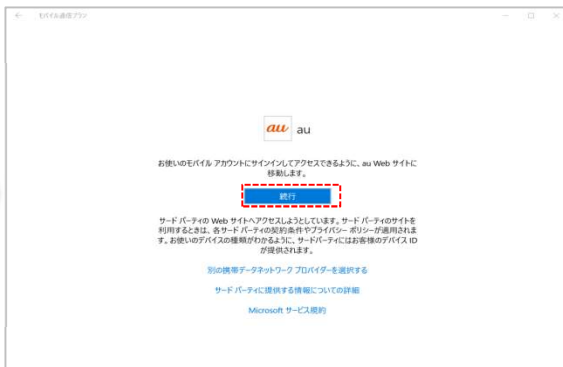 モバイル通信プラン
au au
お使いのモバイル アカウントにサインインしてアクセスできるように、au Web サイトに
移動します。
続行
サード パーティの Web サイトへアクセスしようとしています。サード パーティのサイトを
利用するときは、各サード パーティの契約条件やプライバシー ポリシーが適用されま
す。お使いのデバイスの種類がわかるように、サードパーティにはお客様のデバイス ID
が提供されます。
別の携帯データネットワーク プロバイダーを選択する
サード パーティに提供する情報についての詳細
Microsoft サービス規約